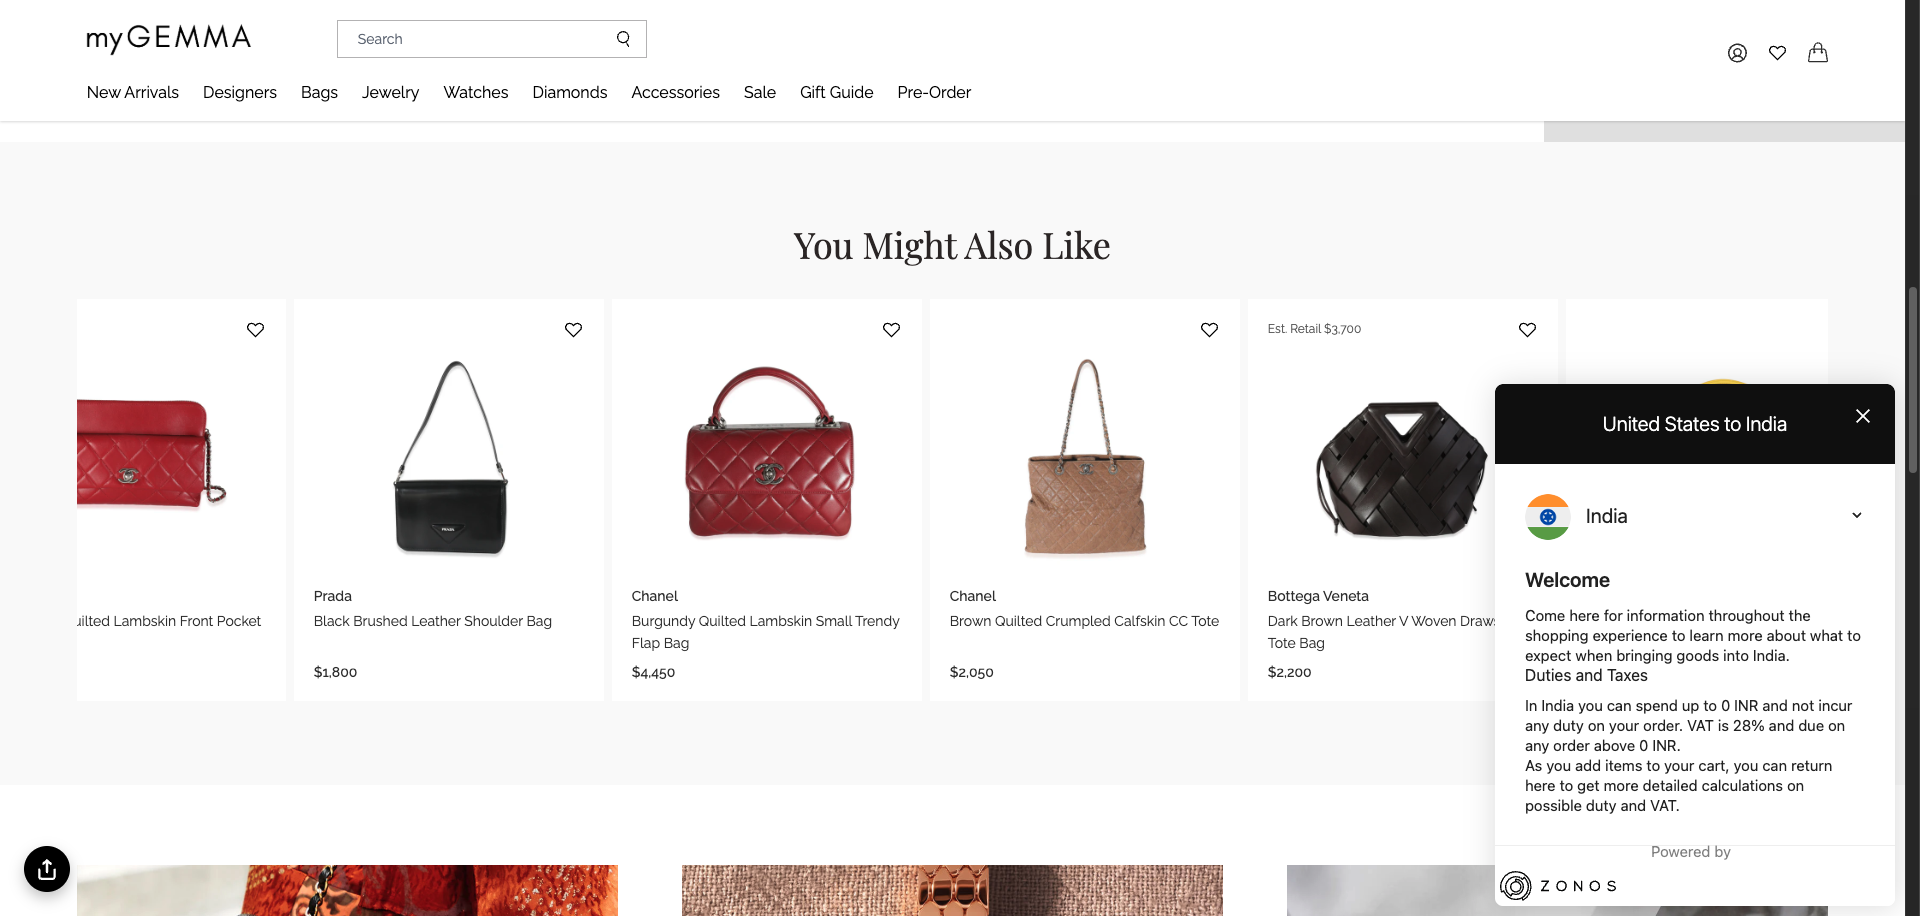 myGEMMA
Search
New Arrivals Designers Bags Jewelry Watches Diamonds Accessories Sale Gift Guide Pre-Order
You Might Also Like
Lambskin Front Pocket
PRADA
Prada
Black Brushed Leather Shoulder Bag
$1,800
Chanel
Burgundy Quilted Lambskin Small Trendy
Flap Bag
$4,450
Chanel
Brown Quilted Crumpled Calfskin CC Tote
$2,050
Est. Retail $3,700
Bottega Veneta
Dark Brown Leather V Woven
Tote Bag
$2,200
United States to India
India
Welcome
Come here for information throughout the
shopping experience to learn more about what to
expect when bringing goods into India.
Duties and Taxes
In India you can spend up to 0 INR and not incur
any duty on your order. VAT is 28% and due on
any order above 0 INR.
As you add items to your cart, you can return
here to get more detailed calculations on
possible duty and VAT.
Powered by
ZONOS